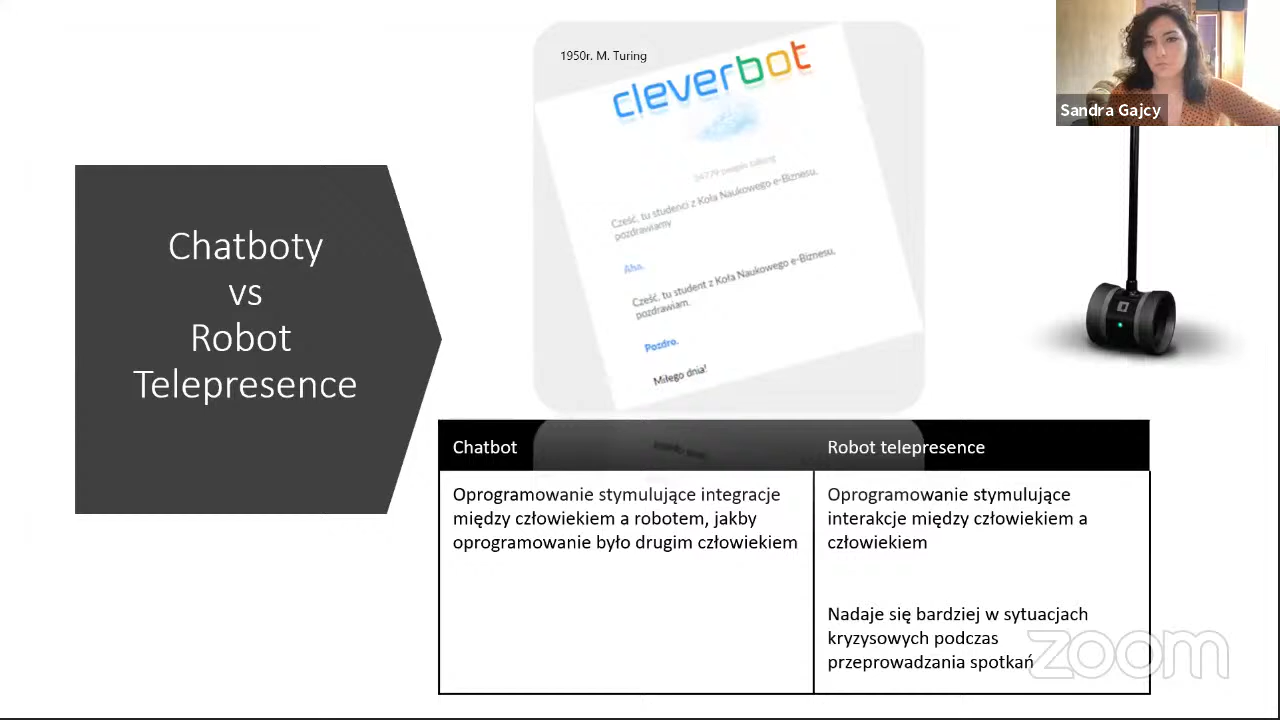 1950r. M. Turing
cleverbot
Sandra Gajcy
people talking
Cześć, tu studenci z Koła Naukowego e-Biznesu,
pozdrawiamy
Aha.
Cześć, tu student z Koła Naukowego e-Biznesu,
pozdrawiam.
Pozdro.
Miłego dnia!
Chatboty
vs
Robot
Telepresence
Chatbot
Robot telepresence
Oprogramowanie stymulujące integracje
między człowiekiem a robotem, jakby
oprogramowanie było drugim człowiekiem
Oprogramowanie stymulujące
interakcje między człowiekiem a
człowiekiem
Nadaje się bardziej w sytuacjach
kryzysowych podczas
przeprowadzania spotkań
zoom